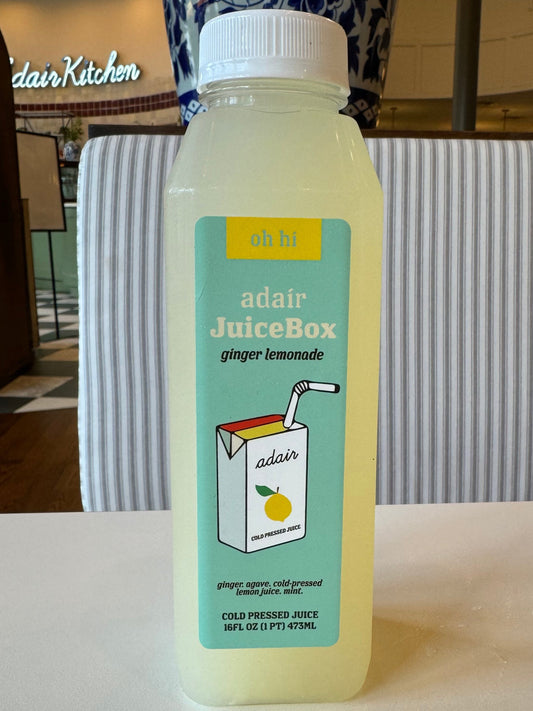 adair Kitchen
oh hi
adair
JuiceBox
ginger lemonade
adair
COLD PRESSED JUICE
ginger. agave. cold-pressed
lemon juice. mint.
COLD PRESSED JUICE
16FL OZ (1 PT) 473ML